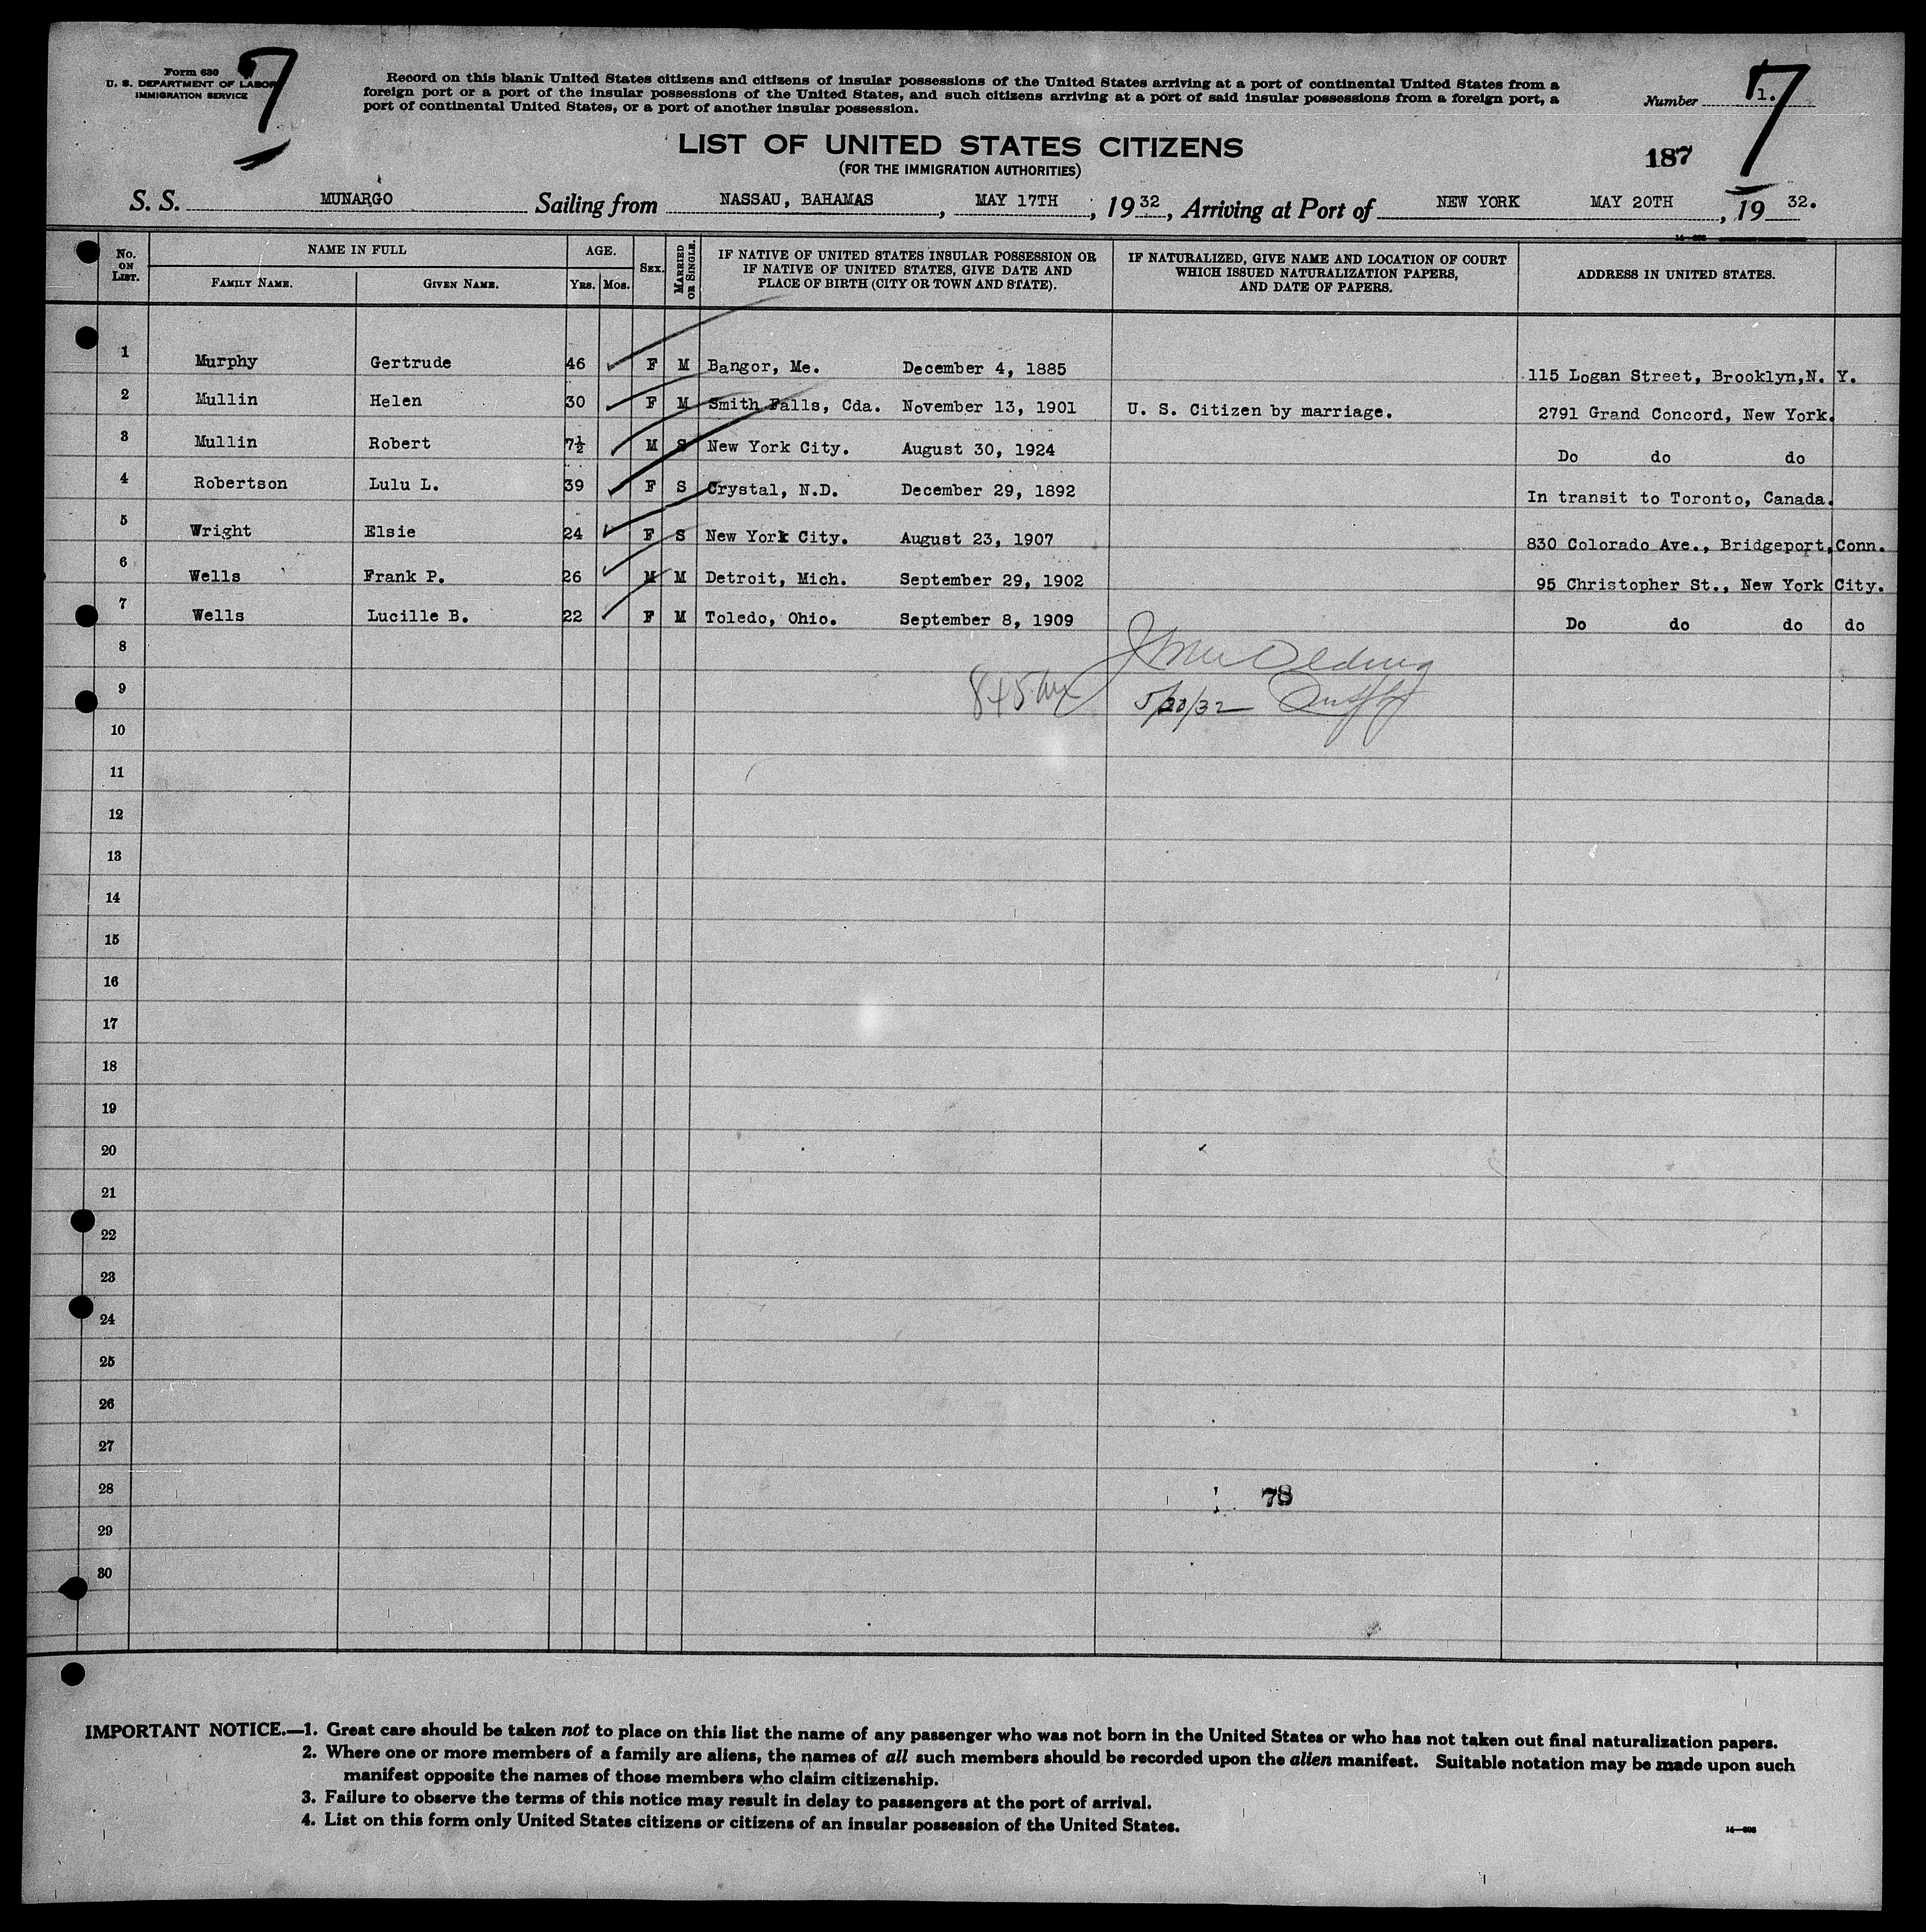 Form 630
U. S. DEPARTMENT OF LABOR
IMMIGRATION SERVICE
7
Record on this blank United States citizens and citizens of insular possessions of the United States arriving at a port of continental United States from a
foreign port or a port of the insular possessions of the United States, and such citizens arriving at a port of said insular possessions from a foreign port, a
port of continental United States, or a port of another insular possession.
Number 1.
7
LIST OF UNITED STATES CITIZENS
(FOR THE IMMIGRATION AUTHORITIES)
187
S. S. MUNARGO Sailing from NASSAU, BAHAMAS, MAY 17TH, 19 32, Arriving at Port of NEW YORK MAY 20TH, 19 32.
No. ON LIST. NAME IN FULL FAMILY NAME. GIVEN NAME. AGE. YRS. MOS. SEX. MARRIED OR SINGLE. IF NATIVE OF UNITED STATES INSULAR POSSESSION OR IF NATIVE OF UNITED STATES, GIVE DATE AND PLACE OF BIRTH (CITY OR TOWN AND STATE). IF NATURALIZED, GIVE NAME AND LOCATION OF COURT WHICH ISSUED NATURALIZATION PAPERS, AND DATE OF PAPERS. ADDRESS IN UNITED STATES.
1 Murphy Gertrude 46 F M Bangor, Me. December 4, 1885 115 Logan Street, Brooklyn,N. Y.
2 Mullin Helen 30 F M Smith Falls, Cda. November 13, 1901 U. S. Citizen by marriage. 2791 Grand Concord, New York.
3 Mullin Robert 7½ M S New York City. August 30, 1924 Do do do
4 Robertson Lulu L. 39 F S Crystal, N.D. December 29, 1892 In transit to Toronto, Canada.
5 Wright Elsie 24 F S New York City. August 23, 1907 830 Colorado Ave., Bridgeport,Conn.
6 Wells Frank P. 26 M M Detroit, Mich. September 29, 1902 95 Christopher St., New York City.
7 Wells Lucille B. 22 F M Toledo, Ohio. September 8, 1909 Do do do do
8
9 845 5/20/32 Duffy
10
11
12
13
14
15
16
17
18
19
20
21
22
23
24
25
26
27
28 78
29
30
IMPORTANT NOTICE.—1. Great care should be taken not to place on this list the name of any passenger who was not born in the United States or who has not taken out final naturalization papers.
2. Where one or more members of a family are aliens, the names of all such members should be recorded upon the alien manifest. Suitable notation may be made upon such
manifest opposite the names of those members who claim citizenship.
3. Failure to observe the terms of this notice may result in delay to passengers at the port of arrival.
4. List on this form only United States citizens or citizens of an insular possession of the United States.